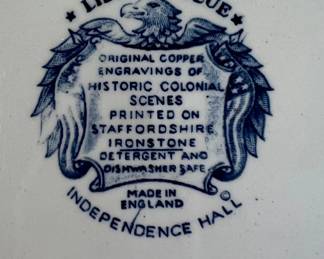 ORIGINAL COPPER
ENGRAVINGS OF
HISTORIC COLONIAL
SCENES
PRINTED ON
STAFFORDSHIRE
IRONSTONE
DETERGENT AND
DISHWASHER SAFE
MADE IN
ENGLAND
INDEPENDENCE HALL ©